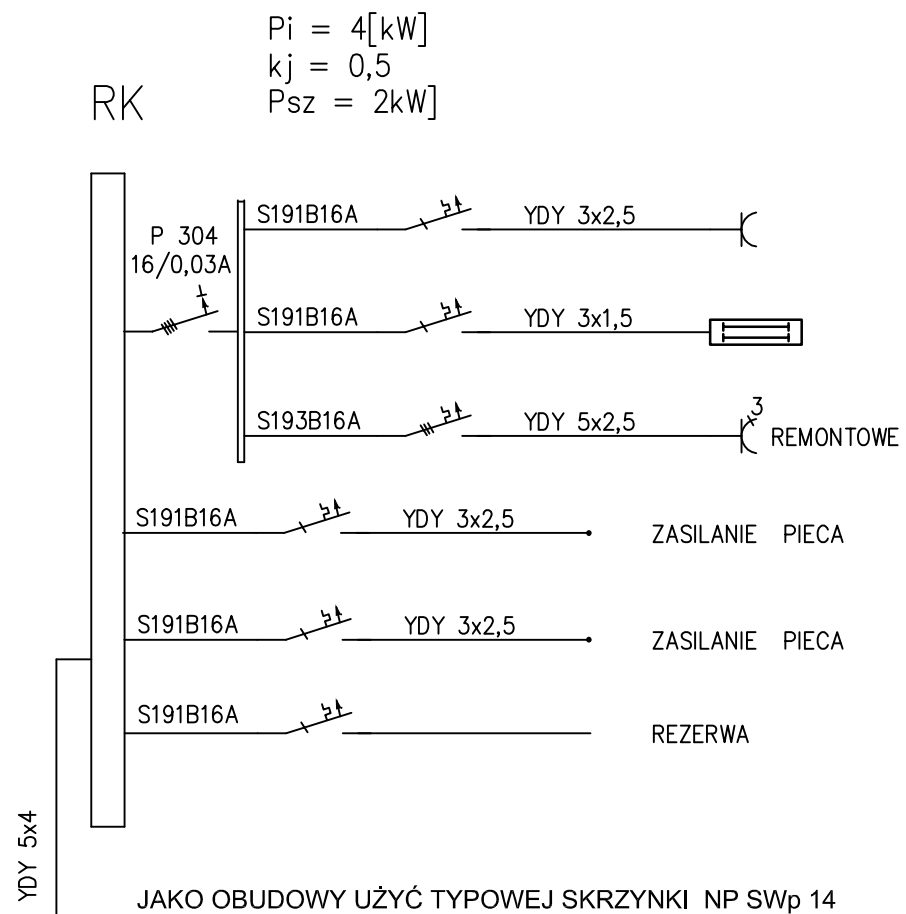 Pi = 4[kW]
kj = 0,5
Psz = 2kW]
RK
P 304
16/0,03A
S191B16A YDY 3x2,5
S191B16A YDY 3x1,5
S193B16A YDY 5x2,5 3 REMONTOWE
S191B16A YDY 3x2,5 ZASILANIE PIECA
S191B16A YDY 3x2,5 ZASILANIE PIECA
S191B16A REZERWA
YDY 5x4
JAKO OBUDOWY UŻYĆ TYPOWEJ SKRZYNKI NP SWp 14